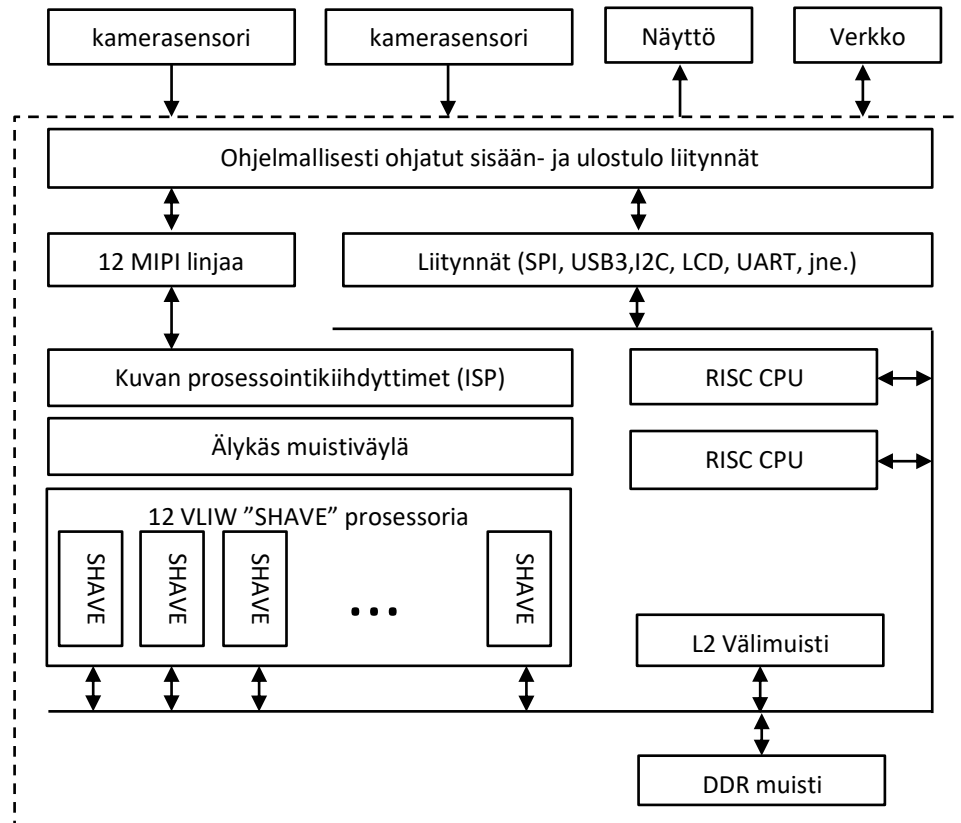 kamerasensori
kamerasensori
Näyttö
Verkko
Ohjelmallisesti ohjatut sisään- ja ulostulo liitynnät
12 MIPI linjaa
Liitynnät (SPI, USB3,I2C, LCD, UART, jne.)
Kuvan prosessointikiihdyttimet (ISP)
RISC CPU
Älykäs muistiväylä
RISC CPU
12 VLIW ”SHAVE” prosessoria
SHAVE
SHAVE
SHAVE
...
SHAVE
L2 Välimuisti
DDR muisti